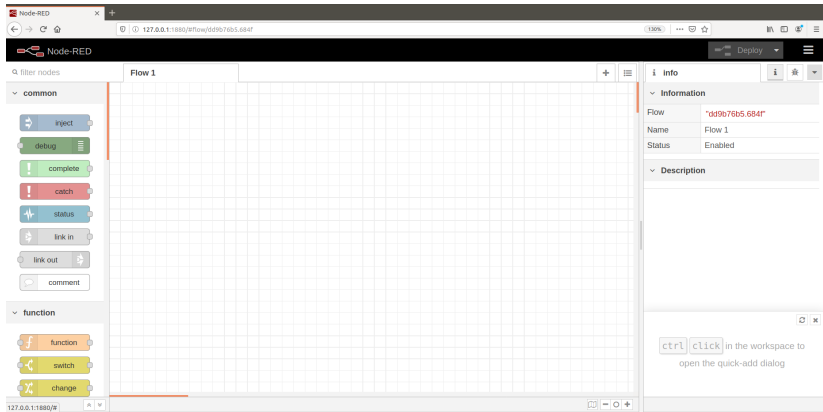 Node-RED
127.0.0.1:1880/#flow/dd9b76b5.684f
130%
Node-RED
Deploy
filter nodes
Flow 1
i info
i
common
inject
debug
complete
catch
status
link in
link out
comment
function
function
switch
change
Information
Flow "dd9b76b5.684f"
Name Flow 1
Status Enabled
Description
ctrl click in the workspace to
open the quick-add dialog
127.0.0.1:1880/#